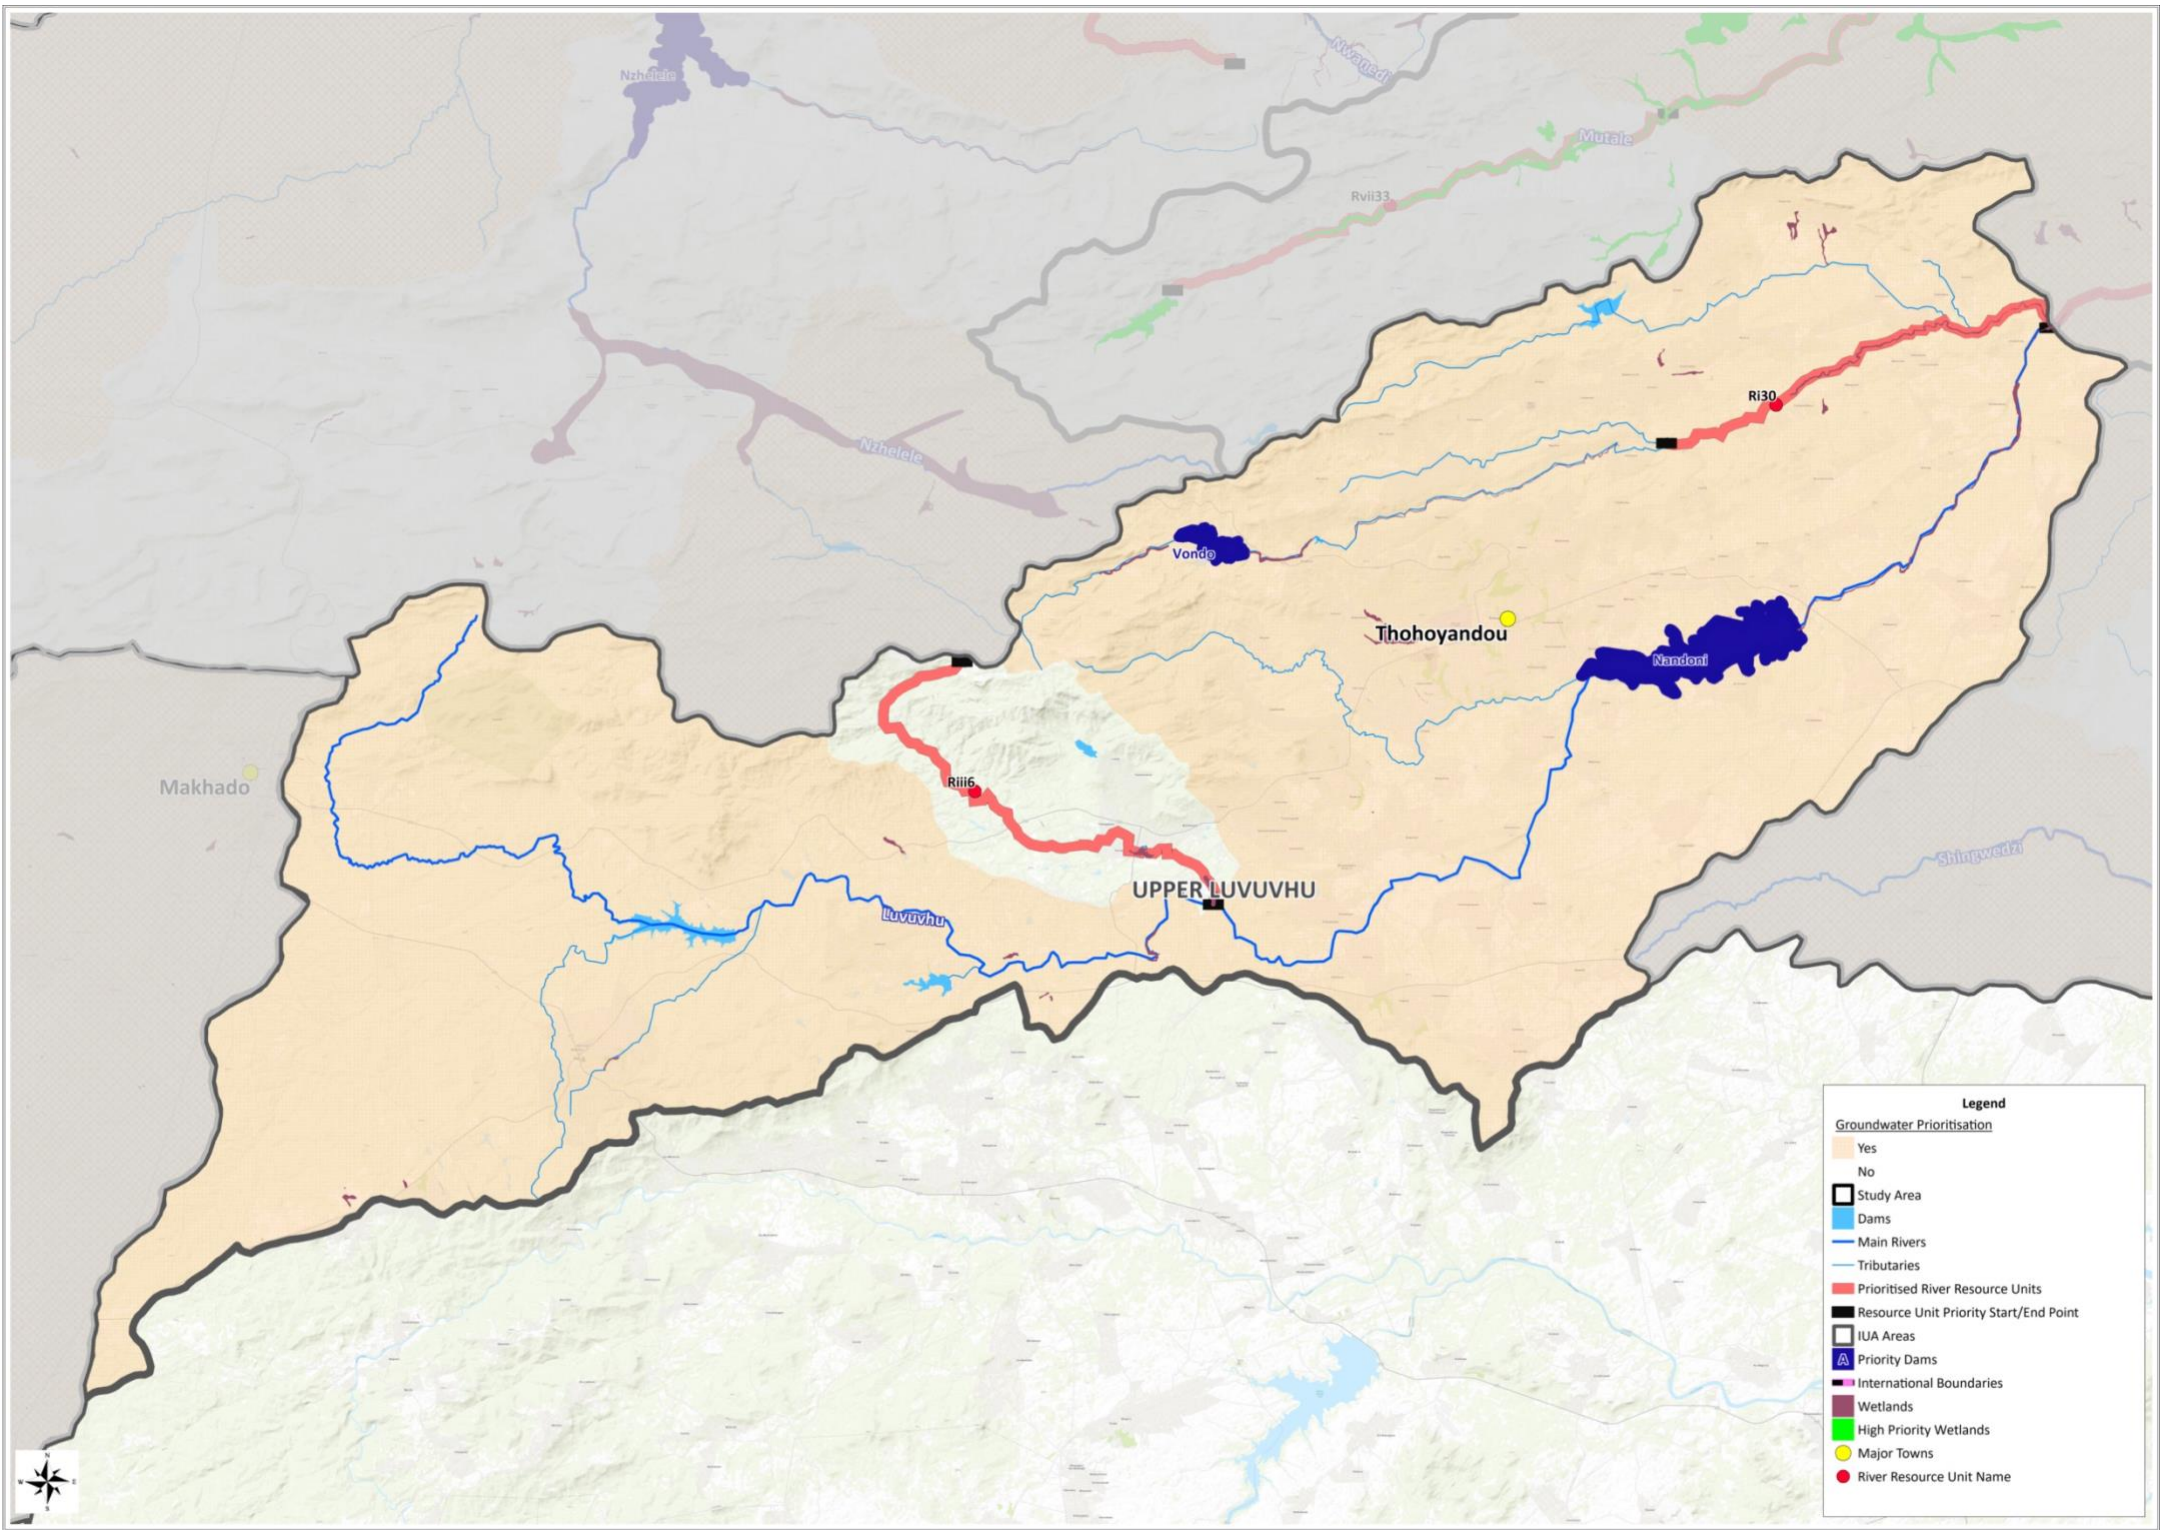 Nzhelele
Nwanedi
Mutale
Rvii33
Ri30
Nzhelele
Vondo
Thohoyandou
Nandoni
Makhado
Riii6
Shingwedzi
UPPER LUVUVHU
Luvuvhu
Legend
Groundwater Prioritisation
Yes
No
Study Area
Dams
Main Rivers
Tributaries
Prioritised River Resource Units
Resource Unit Priority Start/End Point
IUA Areas
A Priority Dams
International Boundaries
Wetlands
High Priority Wetlands
Major Towns
River Resource Unit Name
N
W E
S